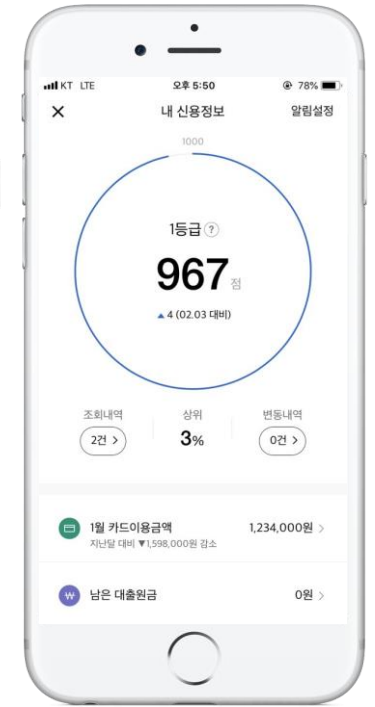 KT LTE 오후 5:50 78%
내 신용정보 알림설정
1000
1등급 ?
967점
▲ 4 (02.03 대비)
조회내역 상위 변동내역
2건 > 3% 0건 >
1월 카드이용금액 1,234,000원 >
지난달 대비 ▼1,598,000원 감소
₩ 남은 대출원금 0원 >